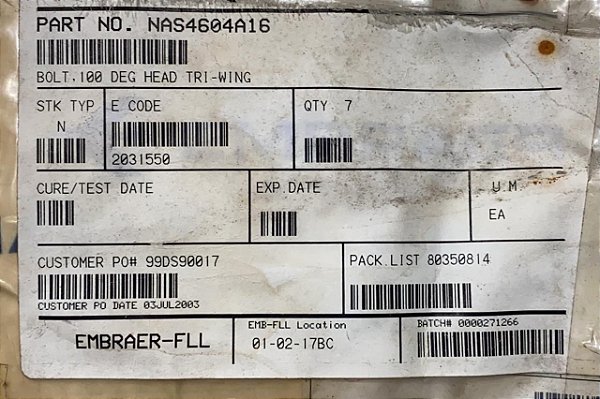 PART NO. NAS4604A16
BOLT,100 DEG HEAD TRI-WING
STK TYP E CODE QTY 7
N
2031550
CURE/TEST DATE EXP.DATE U.M
EA
CUSTOMER PO# 99DS90017 PACK.LIST 80350814
CUSTOMER PO DATE 03JUL2003
EMBRAER-FLL EMB-FLL Location BATCH# 0000271266
01-02-17BC